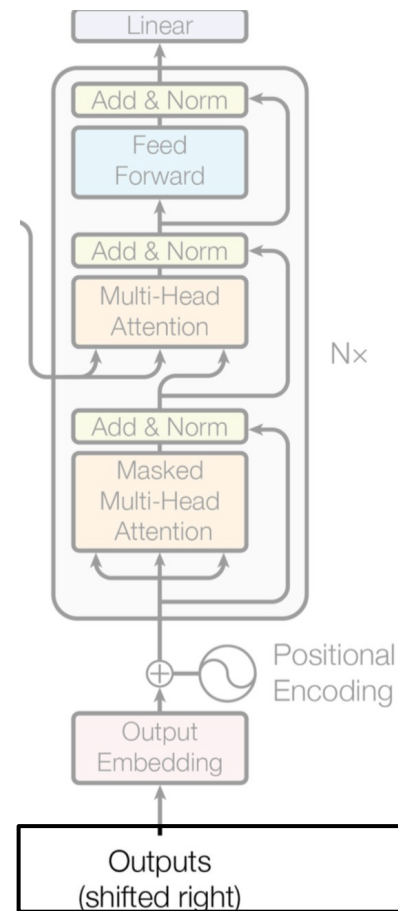 Linear
Add & Norm
Feed
Forward
Add & Norm
Multi-Head
Attention
N×
Add & Norm
Masked
Multi-Head
Attention
Positional
Encoding
Output
Embedding
Outputs
(shifted right)